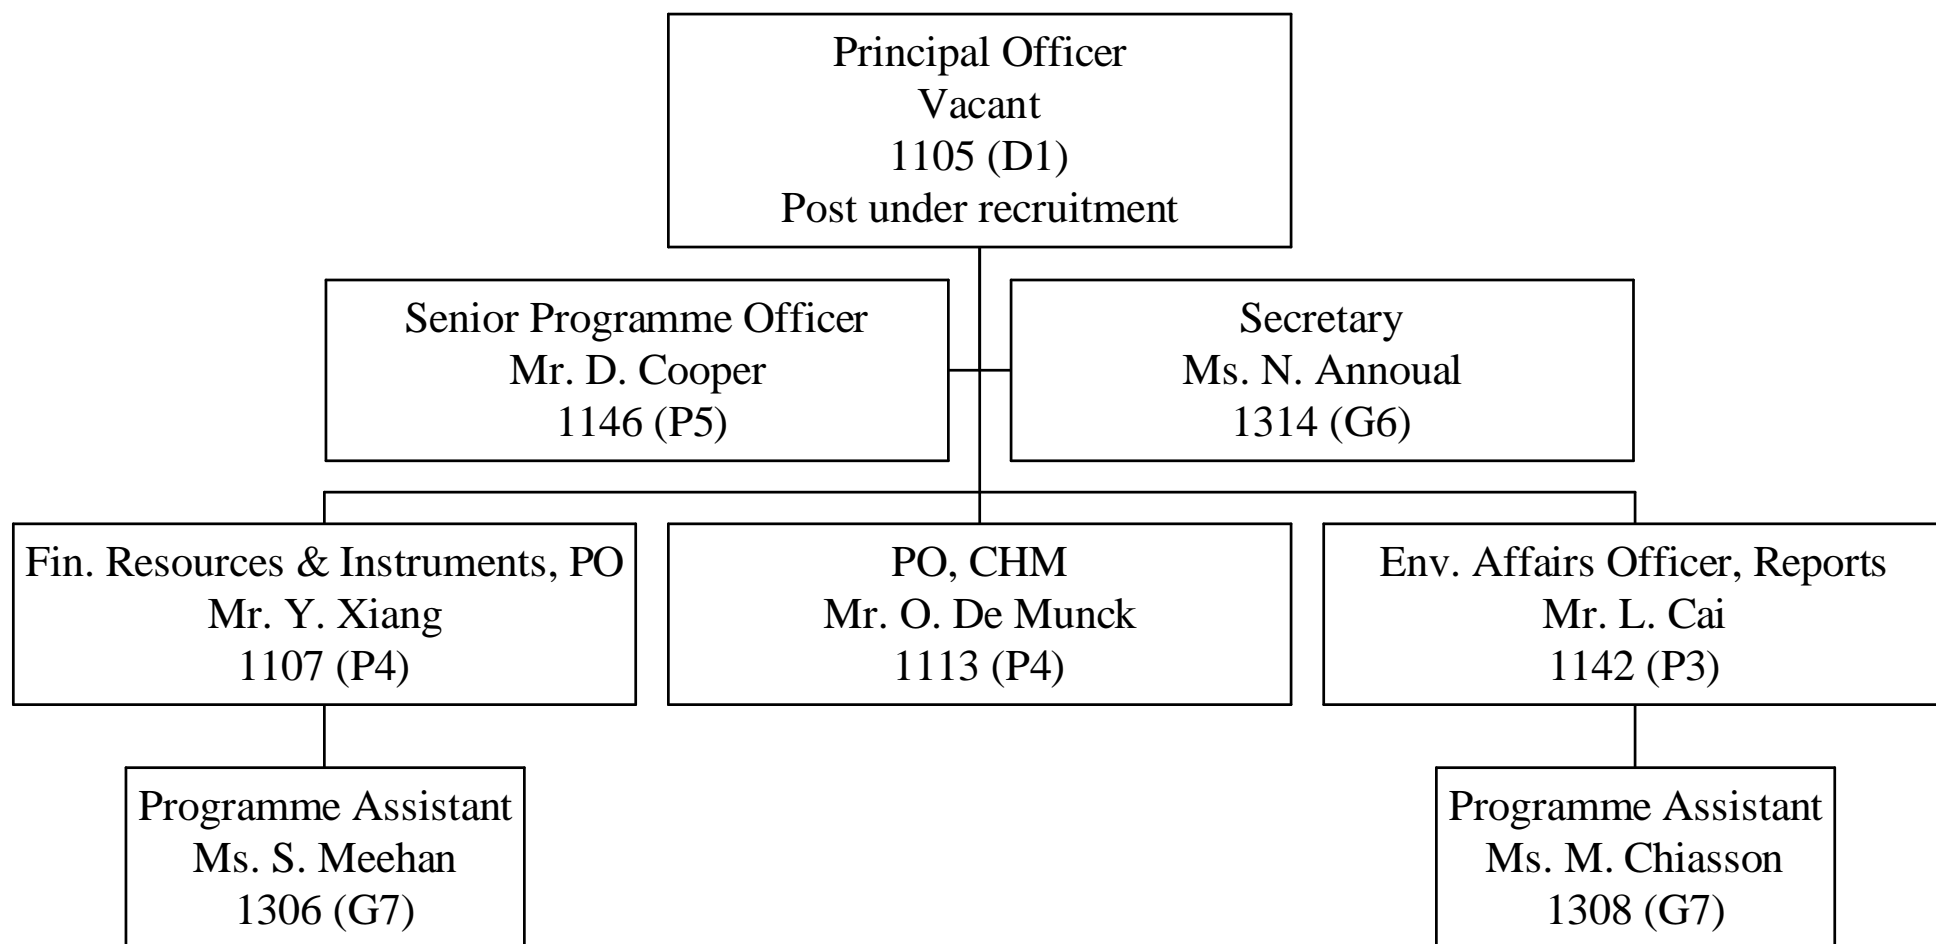 Principal Officer
Vacant
1105 (D1)
Post under recruitment
Senior Programme Officer
Mr. D. Cooper
1146 (P5)
Secretary
Ms. N. Annoual
1314 (G6)
Fin. Resources & Instruments, PO
Mr. Y. Xiang
1107 (P4)
PO, CHM
Mr. O. De Munck
1113 (P4)
Env. Affairs Officer, Reports
Mr. L. Cai
1142 (P3)
Programme Assistant
Ms. S. Meehan
1306 (G7)
Programme Assistant
Ms. M. Chiasson
1308 (G7)